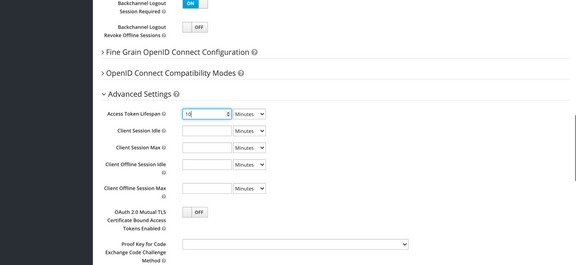 Backchannel Logout
Session Required
ON
Backchannel Logout
Revoke Offline Sessions
OFF
Fine Grain OpenID Connect Configuration
OpenID Connect Compatibility Modes
Advanced Settings
Access Token Lifespan
10
Minutes
Client Session Idle
Minutes
Client Session Max
Minutes
Client Offline Session Idle
Minutes
Client Offline Session Max
Minutes
OAuth 2.0 Mutual TLS
Certificate Bound Access
Tokens Enabled
OFF
Proof Key for Code
Exchange Code Challenge
Method